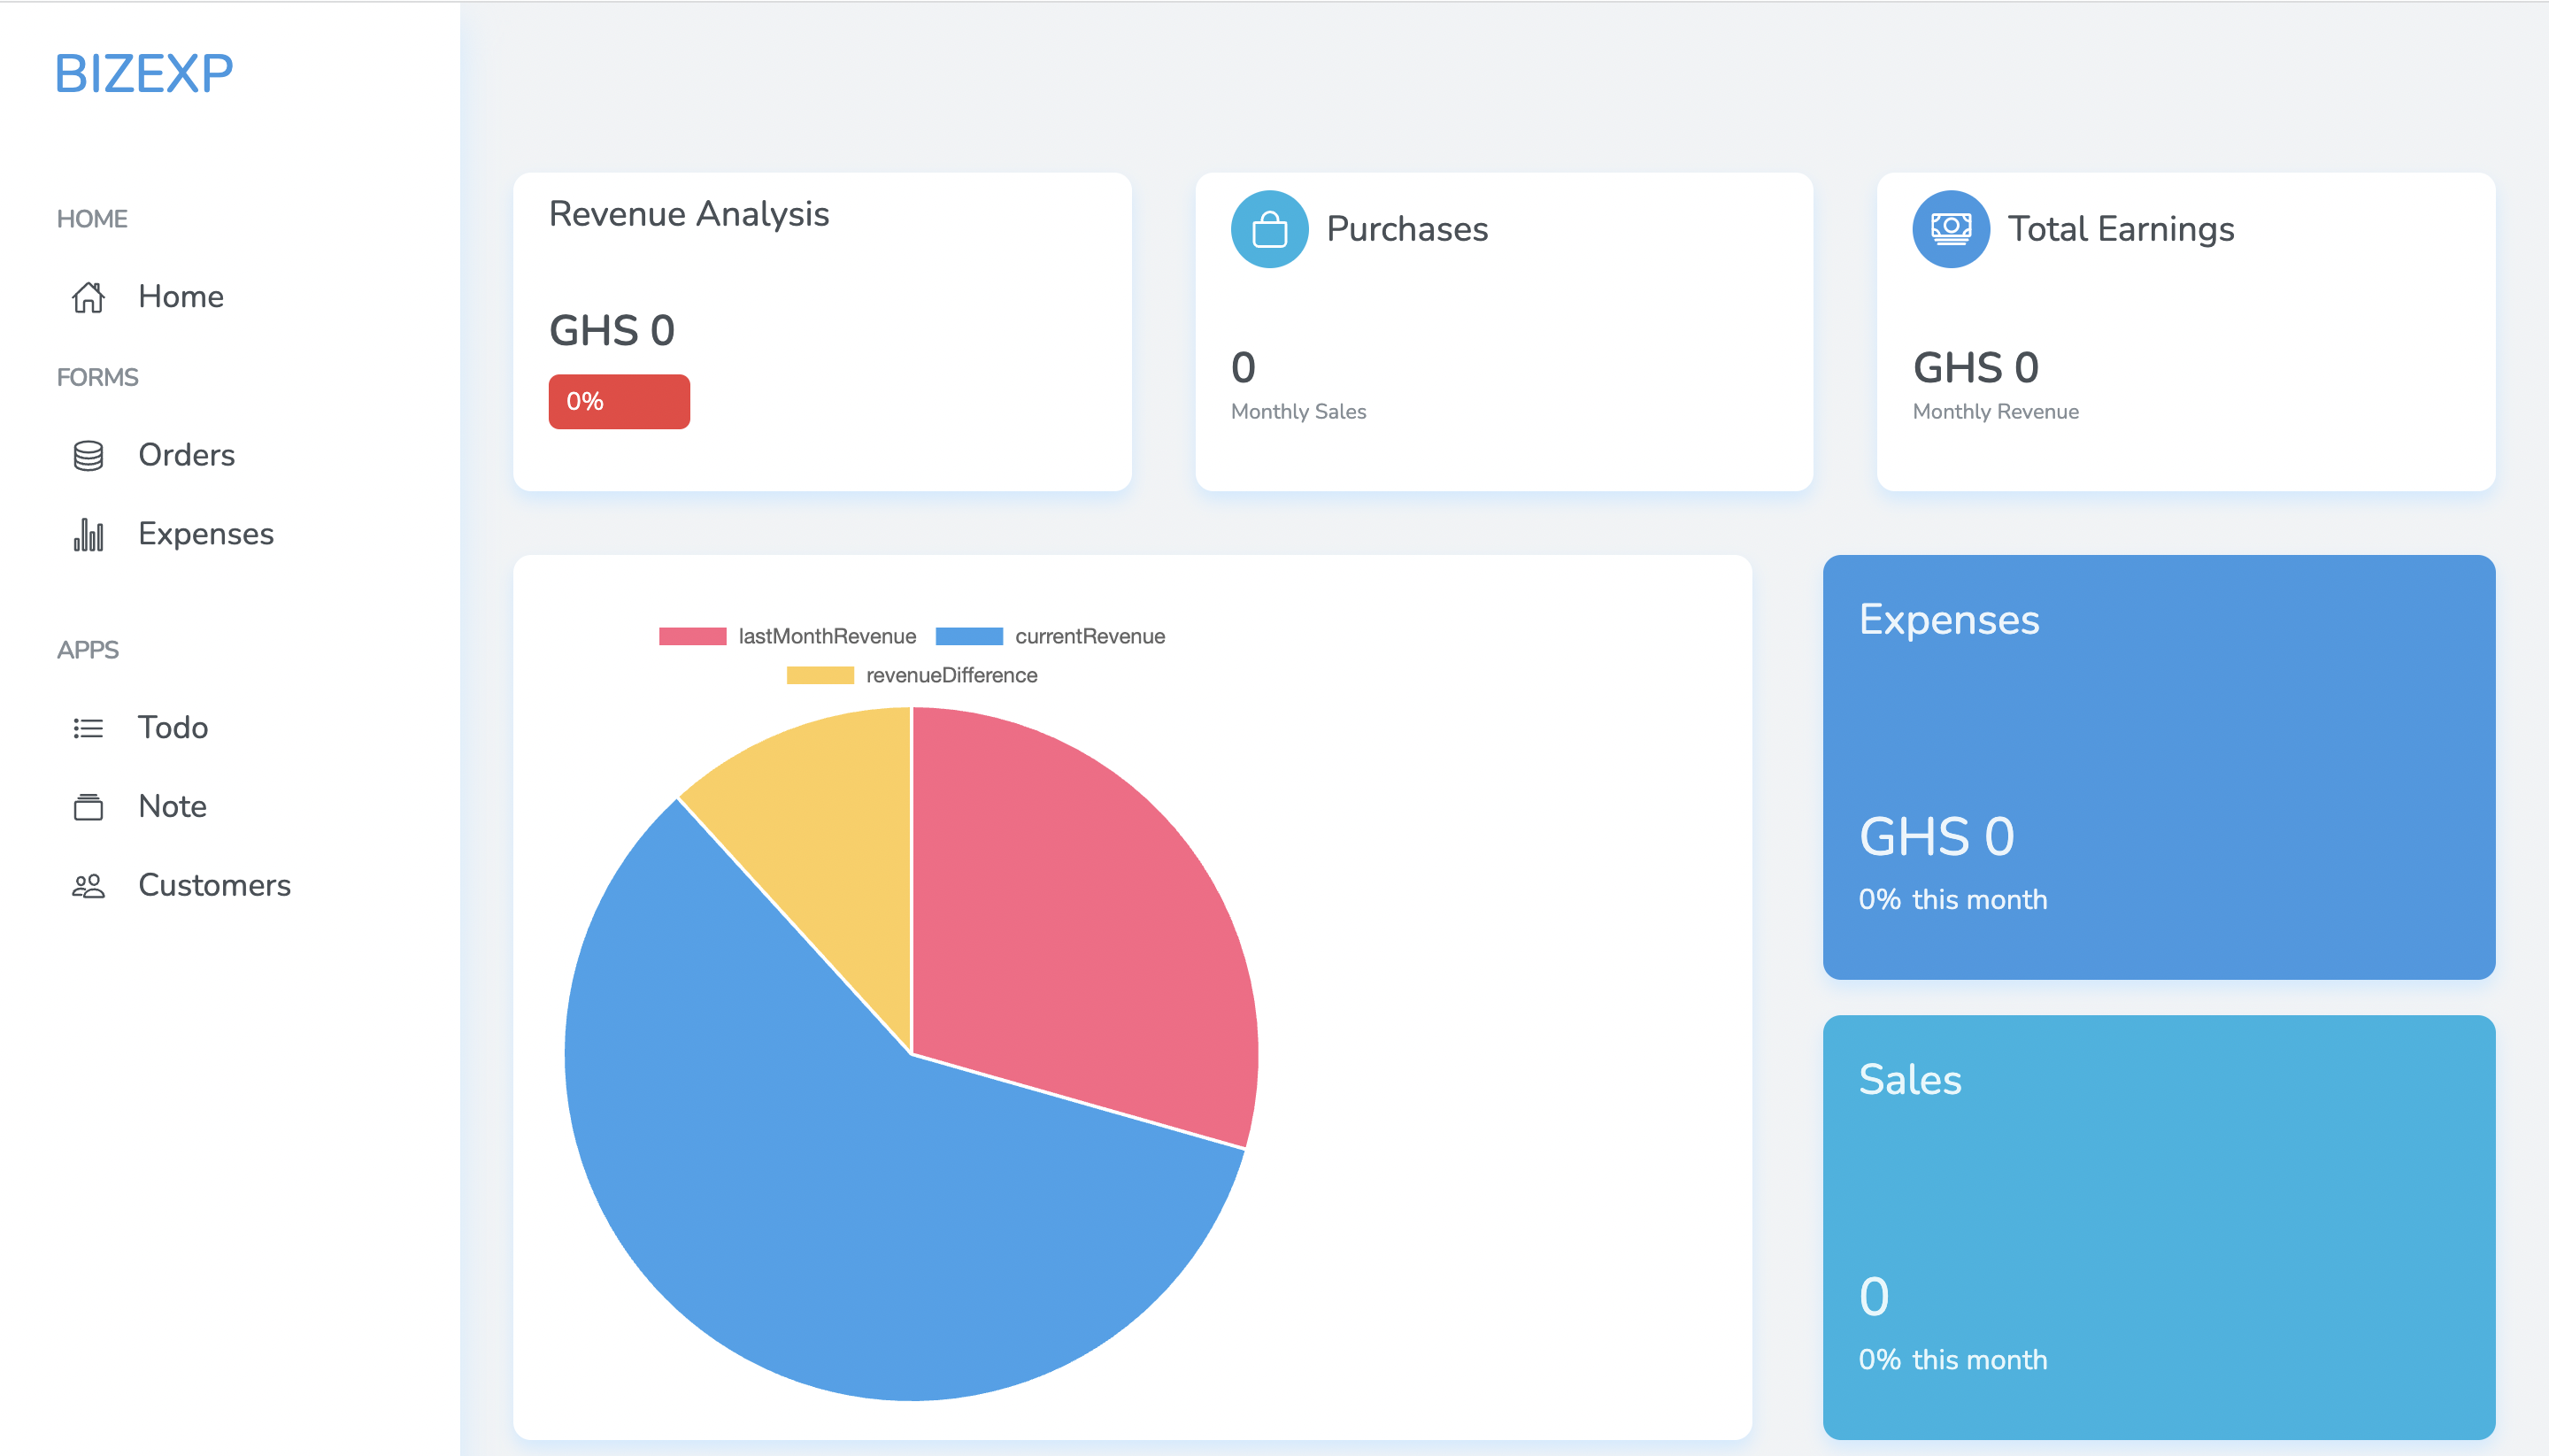 BIZEXP
HOME
Home
FORMS
Orders
Expenses
APPS
Todo
Note
Customers
Revenue Analysis
GHS 0
0%
Purchases
0
Monthly Sales
Total Earnings
GHS 0
Monthly Revenue
lastMonthRevenue currentRevenue
revenueDifference
Expenses
GHS 0
0% this month
Sales
0
0% this month